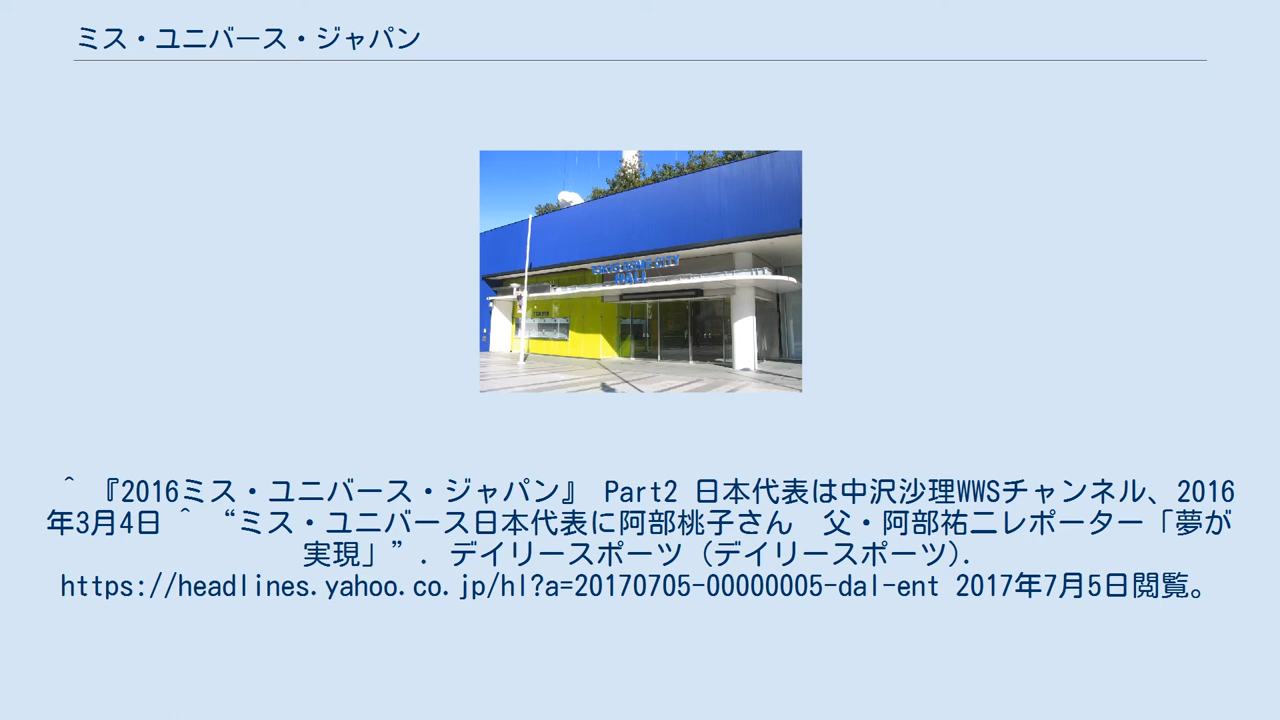 ミス・ユニバース・ジャパン
TOKYO DOME CITY
HALL
^ 『2016ミス・ユニバース・ジャパン』 Part2 日本代表は中沢沙理WWSチャンネル、2016
年3月4日 ^ “ミス・ユニバース日本代表に阿部桃子さん　父・阿部祐二レポーター「夢が
実現」”. デイリースポーツ (デイリースポーツ).
https://headlines.yahoo.co.jp/hl?a=20170705-00000005-dal-ent 2017年7月5日閲覧。